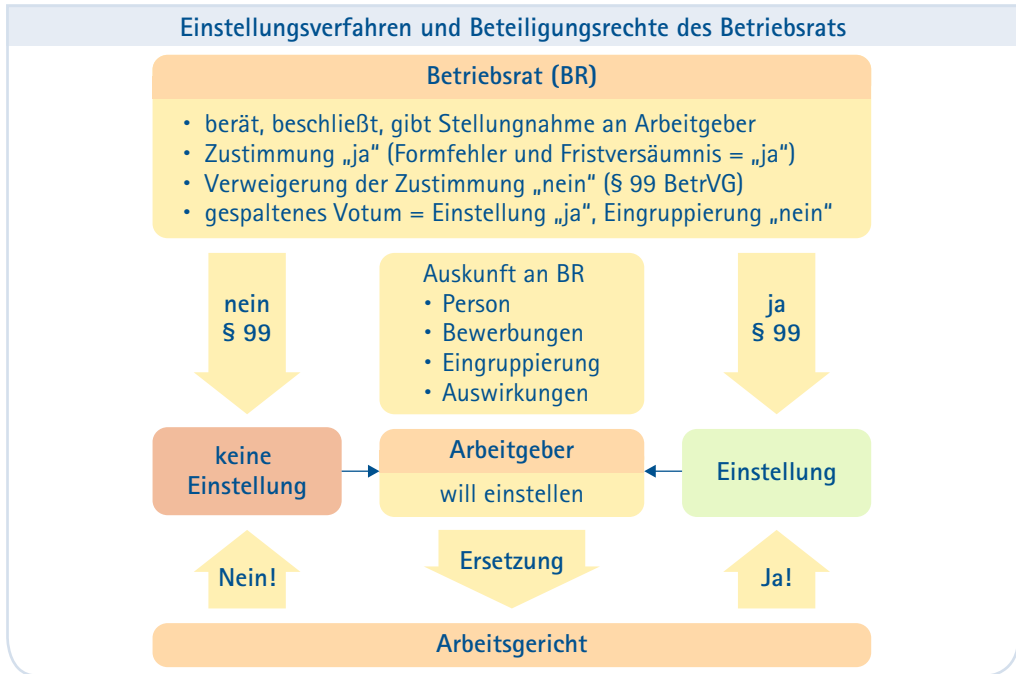 Einstellungsverfahren und Beteiligungsrechte des Betriebsrats
Betriebsrat (BR)
• berät, beschließt, gibt Stellungnahme an Arbeitgeber
• Zustimmung „ja“ (Formfehler und Fristversäumnis = „ja“)
• Verweigerung der Zustimmung „nein“ (§ 99 BetrVG)
• gespaltenes Votum = Einstellung „ja“, Eingruppierung „nein“
nein
§ 99
Auskunft an BR
• Person
• Bewerbungen
• Eingruppierung
• Auswirkungen
ja
§ 99
keine
Einstellung
Arbeitgeber
will einstellen
Einstellung
Nein!
Ersetzung
Ja!
Arbeitsgericht